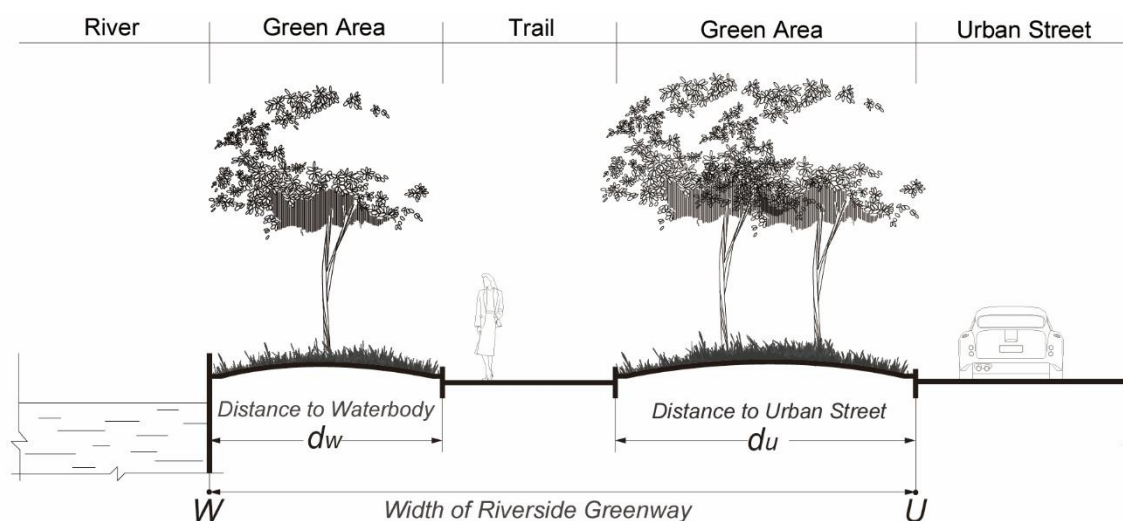 River Green Area Trail Green Area Urban Street
Distance to Waterbody Distance to Urban Street
dw du
W Width of Riverside Greenway U